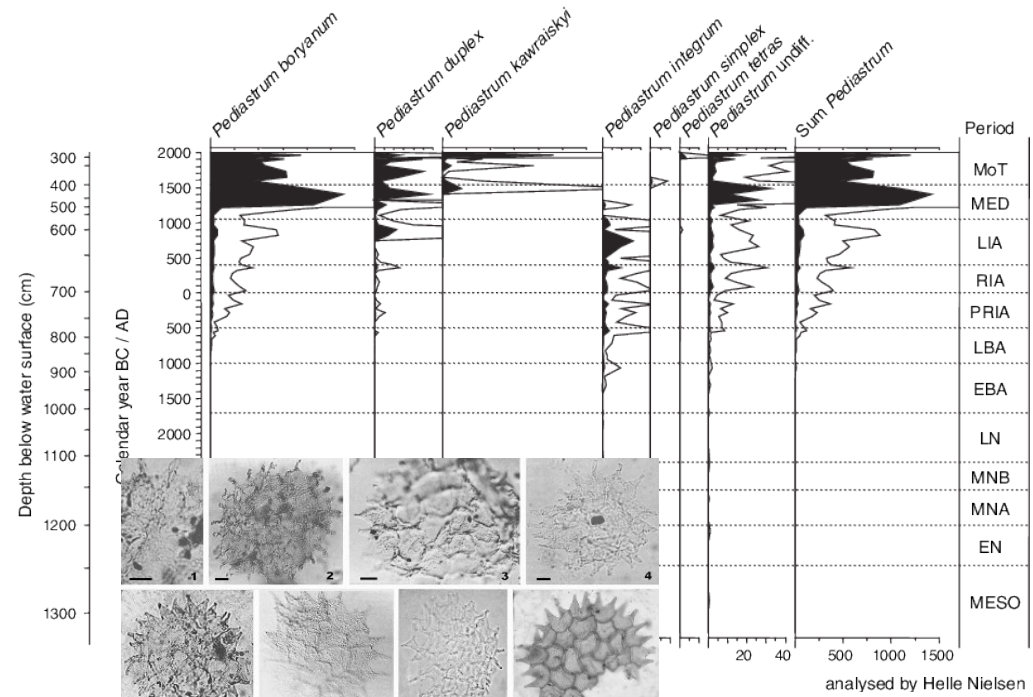 Pediastrum boryanum
Pediastrum duplex
Pediastrum kawraiskyi
Pediastrum integrum
Pediastrum simplex
Pediastrum tetras
Pediastrum undiff.
Sum Pediastrum
Period
Depth below water surface (cm)
300
400
500
600
700
800
900
1000
1100
1200
1300
Calendar year BC / AD
2000
1500
1000
500
0
500
1000
1500
2000
MoT
MED
LIA
RIA
PRIA
LBA
EBA
LN
MNB
MNA
EN
MESO
1
2
3
4
20 40
500 1000 1500
analysed by Helle Nielsen